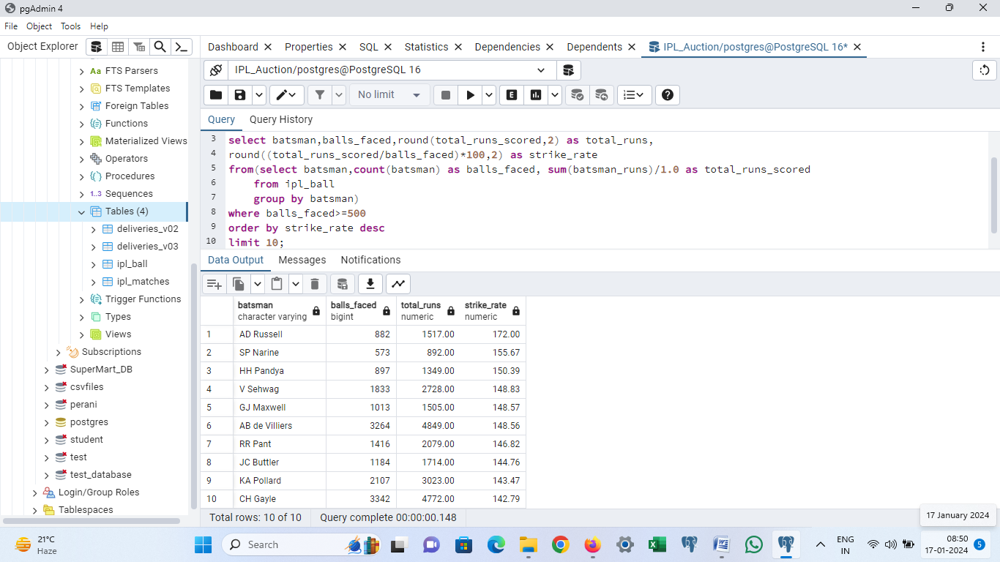 pgAdmin 4
File Object Tools Help
Object Explorer
Dashboard Properties SQL Statistics Dependencies Dependents IPL_Auction/postgres@PostgreSQL 16*
FTS Parsers
FTS Templates
Foreign Tables
Functions
Materialized Views
Operators
Procedures
1..3 Sequences
Tables (4)
deliveries_v02
deliveries_v03
ipl_ball
ipl_matches
Trigger Functions
Types
Views
Subscriptions
SuperMart_DB
csvfiles
perani
postgres
student
test
test_database
Login/Group Roles
Tablespaces
IPL_Auction/postgres@PostgreSQL 16
No limit
E
Query Query History
3 select batsman,balls_faced,round(total_runs_scored,2) as total_runs,
4 round((total_runs_scored/balls_faced)*100,2) as strike_rate
5 from(select batsman,count(batsman) as balls_faced, sum(batsman_runs)/1.0 as total_runs_scored
6 from ipl_ball
7 group by batsman)
8 where balls_faced>=500
9 order by strike_rate desc
10 limit 10;
Data Output Messages Notifications
batsman balls_faced total_runs strike_rate
character varying bigint numeric numeric
1 AD Russell 882 1517.00 172.00
2 SP Narine 573 892.00 155.67
3 HH Pandya 897 1349.00 150.39
4 V Sehwag 1833 2728.00 148.83
5 GJ Maxwell 1013 1505.00 148.57
6 AB de Villiers 3264 4849.00 148.56
7 RR Pant 1416 2079.00 146.82
8 JC Buttler 1184 1714.00 144.76
9 KA Pollard 2107 3023.00 143.47
10 CH Gayle 3342 4772.00 142.79
Total rows: 10 of 10 Query complete 00:00:00.148
17 January 2024
21°C
Haze
Search
ENG
IN
08:50
17-01-2024
5